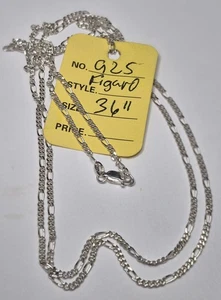 NO. 925
STYLE Figaro
SIZE 36"
PRICE